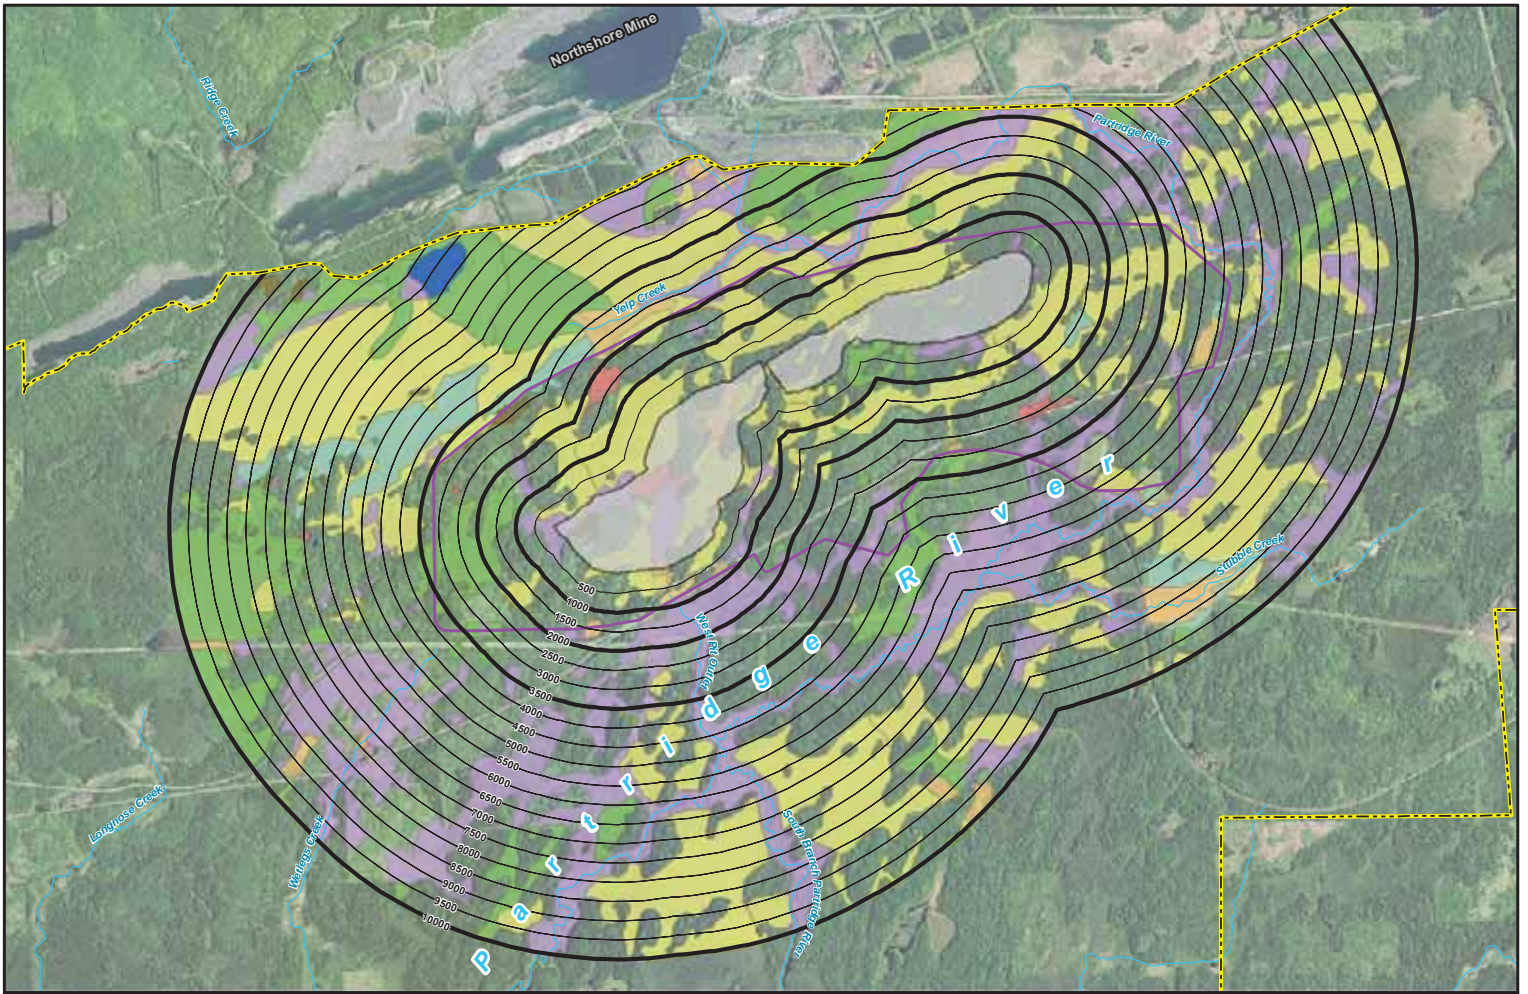 Northshore Mine
Ridge Creek
Partridge River
Yelp Creek
Stubble Creek
Partridge River
West Pit Outlet
500
1000
1500
2000
2500
3000
3500
4000
4500
5000
5500
6000
6500
7000
7500
8000
8500
9000
9500
10000
Longnose Creek
Wetlegs Creek
South Branch Partridge River